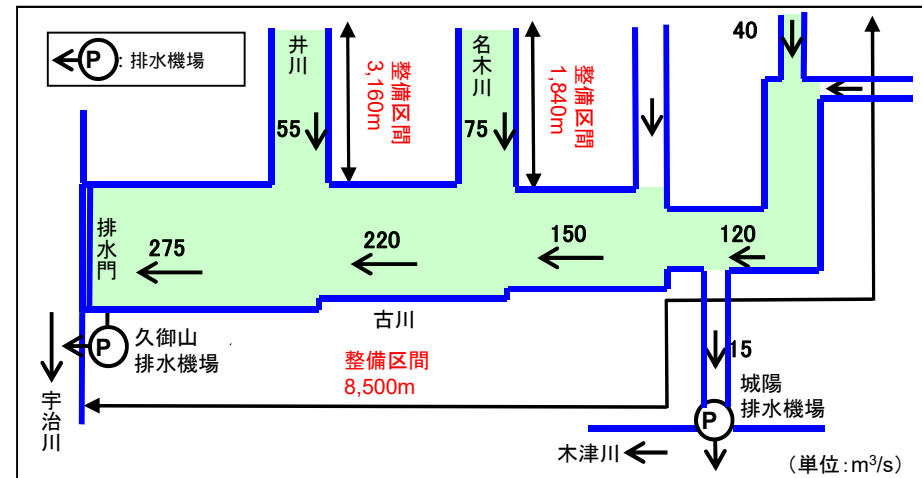 P : 排水機場
井川
整備区間
3,160m
55
名木川
整備区間
1,840m
75
40
排水門
275
220
150
120
古川
P
久御山
排水機場
整備区間
8,500m
宇治川
15
城陽
排水機場
P
木津川
（単位:m³/s）